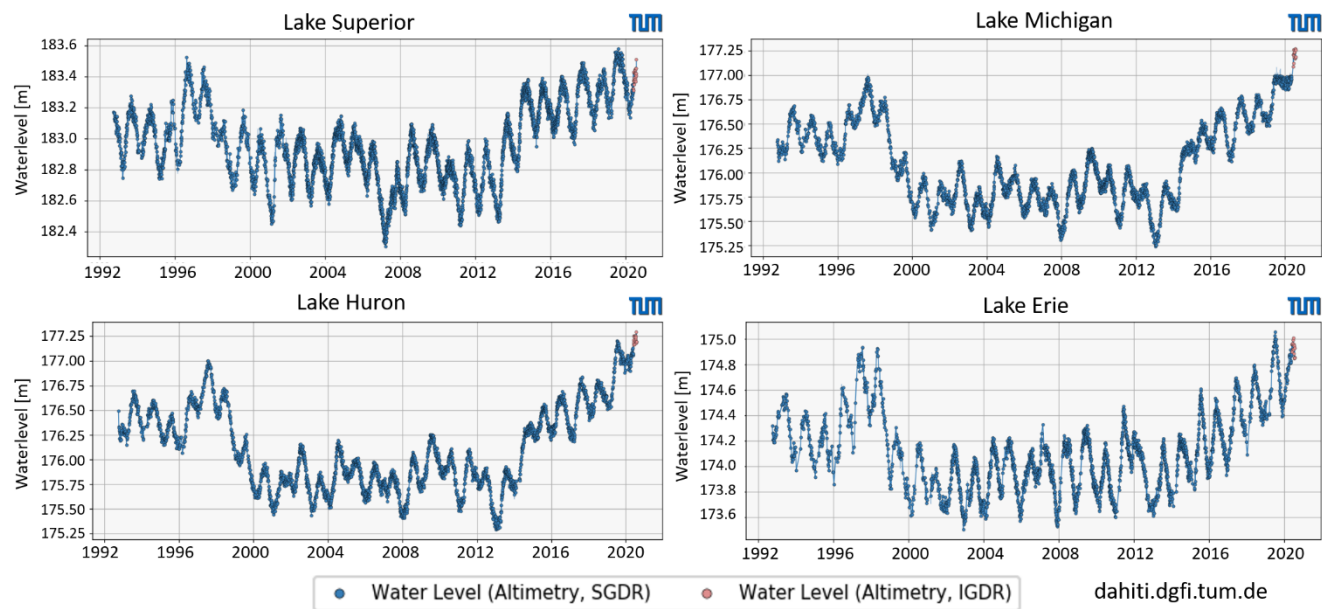 Lake Superior
TUM
Waterlevel [m]
183.6
183.4
183.2
183.0
182.8
182.6
182.4
1992 1996 2000 2004 2008 2012 2016 2020
Lake Michigan
TUM
Waterlevel [m]
177.25
177.00
176.75
176.50
176.25
176.00
175.75
175.50
175.25
1992 1996 2000 2004 2008 2012 2016 2020
Lake Huron
TUM
Waterlevel [m]
177.25
177.00
176.75
176.50
176.25
176.00
175.75
175.50
175.25
1992 1996 2000 2004 2008 2012 2016 2020
Lake Erie
TUM
Waterlevel [m]
175.0
174.8
174.6
174.4
174.2
174.0
173.8
173.6
1992 1996 2000 2004 2008 2012 2016 2020
Water Level (Altimetry, SGDR) Water Level (Altimetry, IGDR)
dahiti.dgfi.tum.de